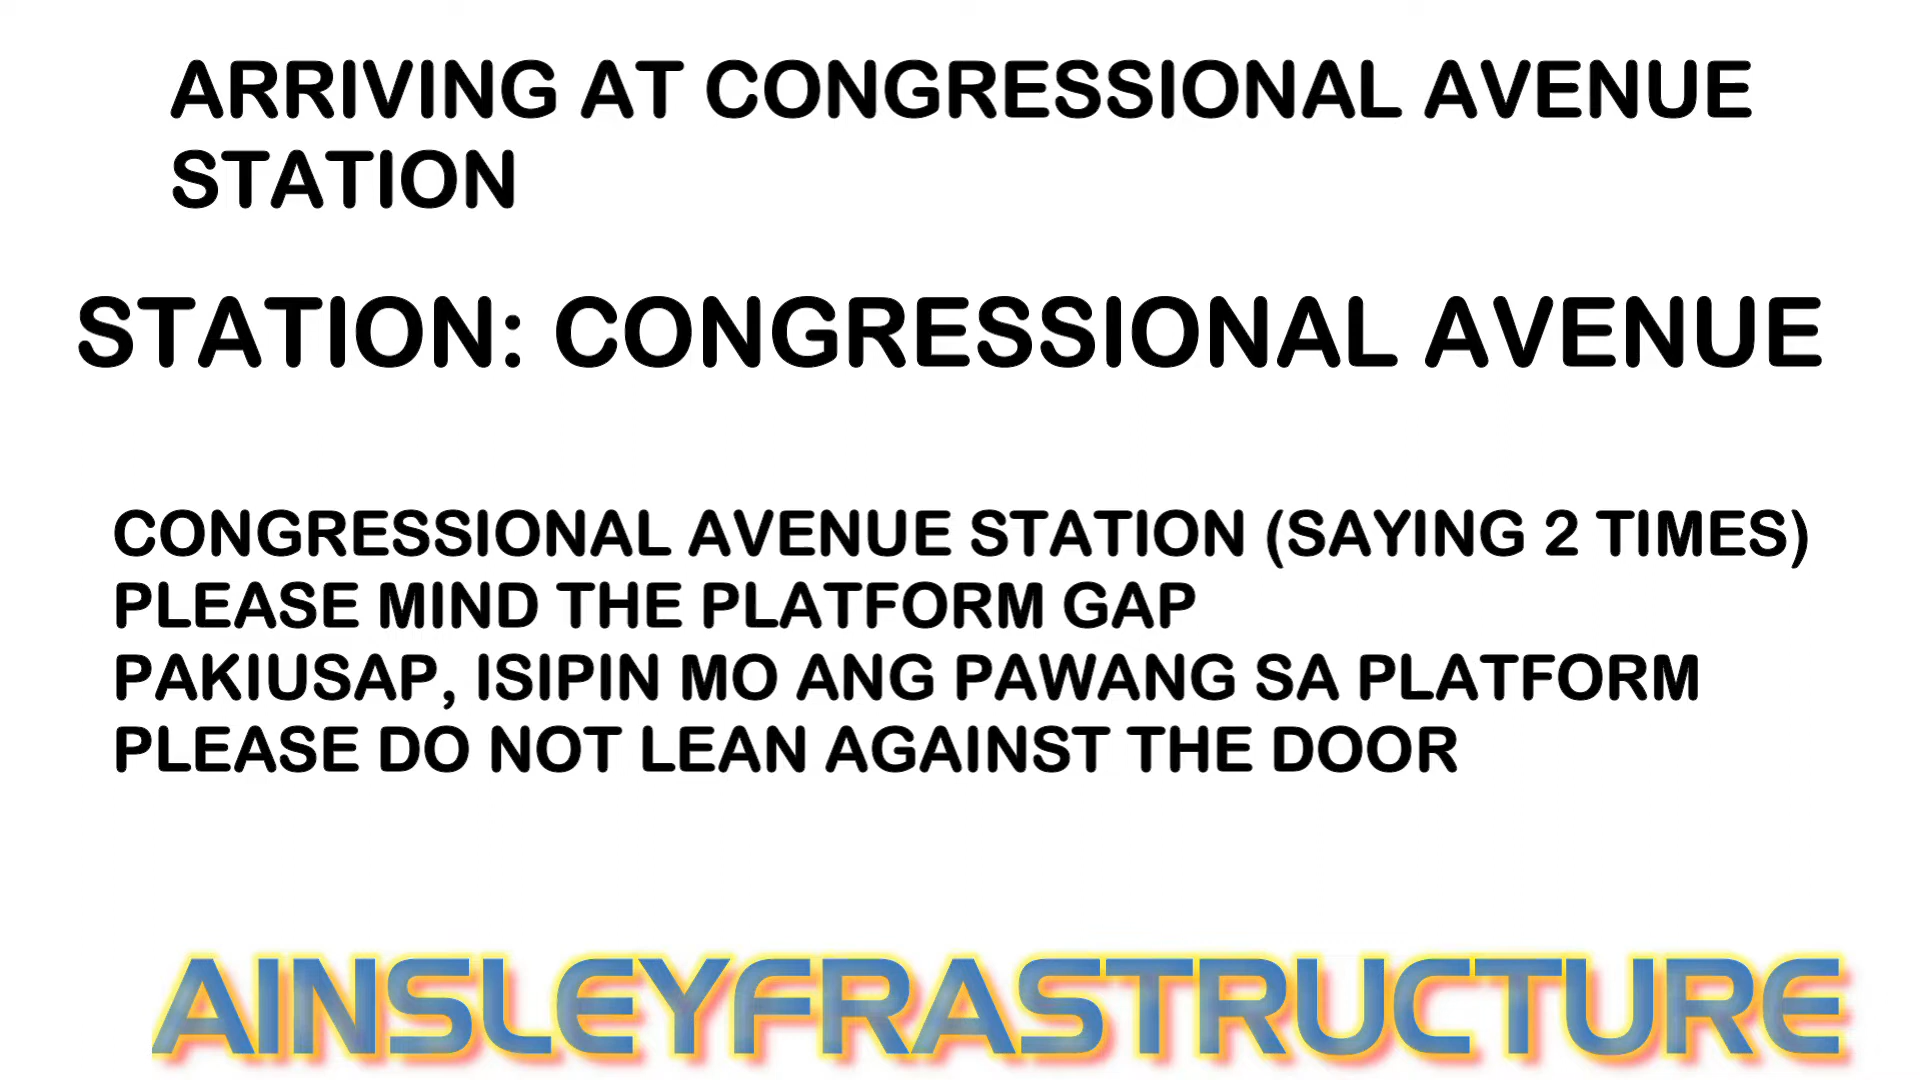 ARRIVING AT CONGRESSIONAL AVENUE
STATION
STATION: CONGRESSIONAL AVENUE
CONGRESSIONAL AVENUE STATION (SAYING 2 TIMES)
PLEASE MIND THE PLATFORM GAP
PAKIUSAP, ISIPIN MO ANG PAWANG SA PLATFORM
PLEASE DO NOT LEAN AGAINST THE DOOR
AINSLEYFRASTRUCTURE